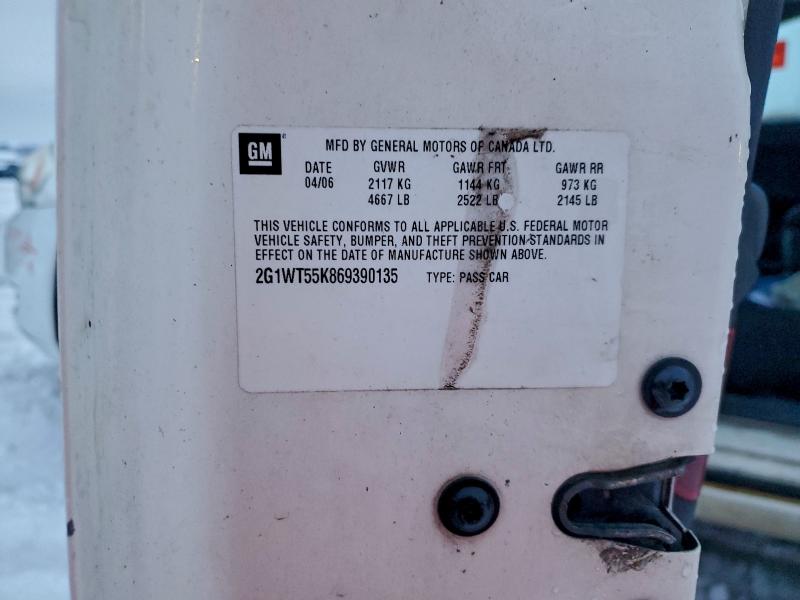 GM
MFD BY GENERAL MOTORS OF CANADA LTD.
DATE GVWR GAWR FRT GAWR RR
04/06 2117 KG 1144 KG 973 KG
4667 LB 2522 LB 2145 LB
THIS VEHICLE CONFORMS TO ALL APPLICABLE U.S. FEDERAL MOTOR
VEHICLE SAFETY, BUMPER, AND THEFT PREVENTION STANDARDS IN
EFFECT ON THE DATE OF MANUFACTURE SHOWN ABOVE.
2G1WT55K869390135 TYPE: PASS CAR